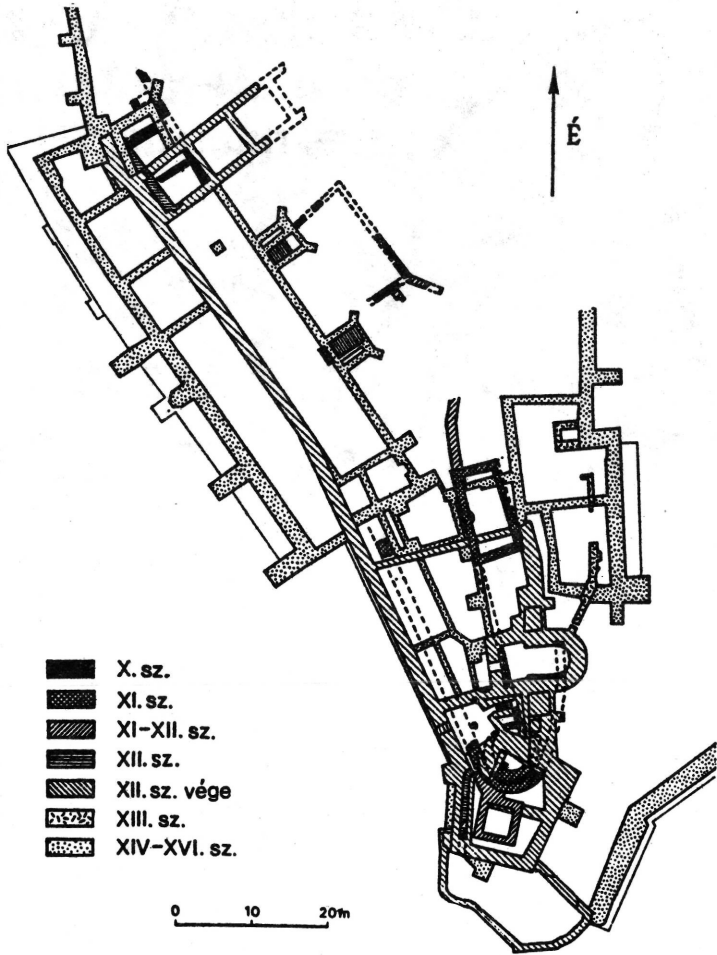 É
X. sz.
XI. sz.
XI-XII. sz.
XII. sz.
XII. sz. vége
XIII. sz.
XIV-XVI. sz.
0 10 20m